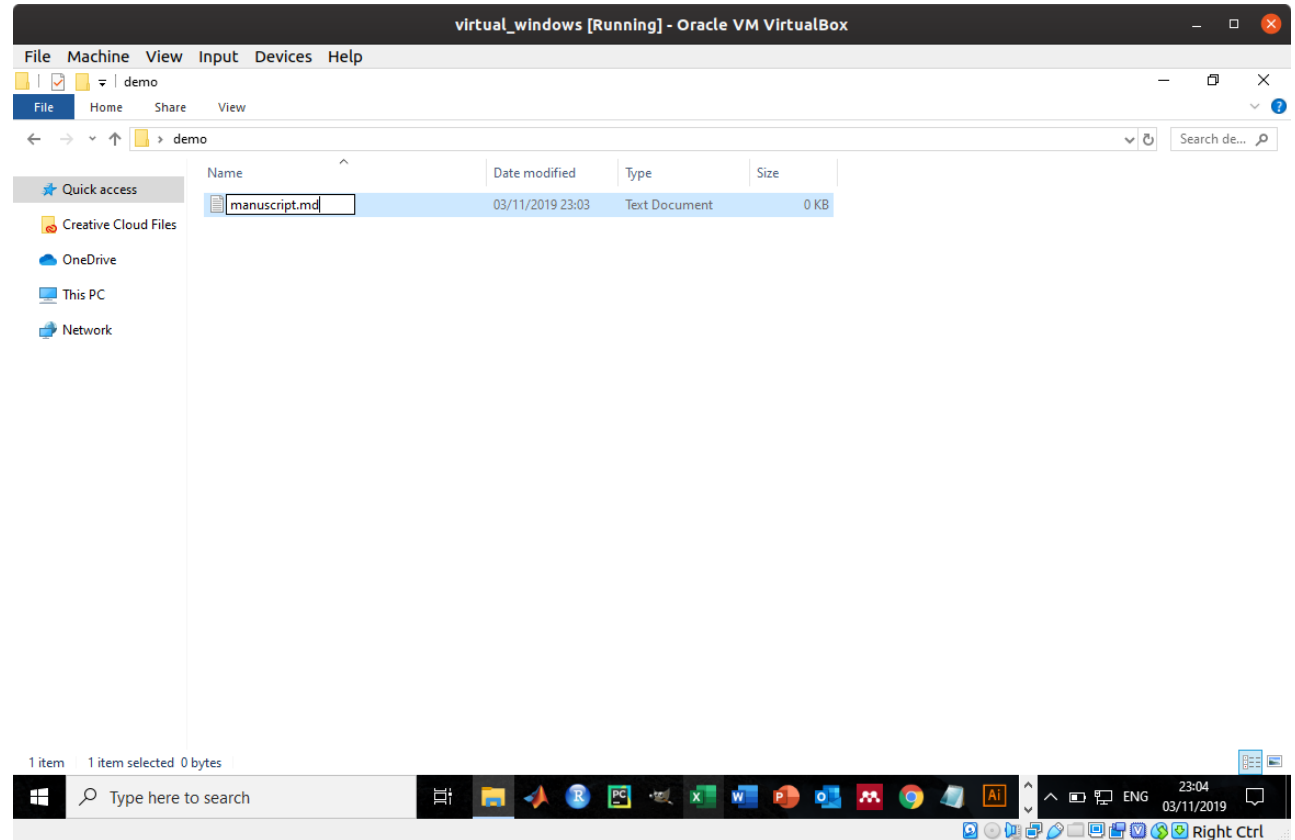 virtual_windows [Running] - Oracle VM VirtualBox
File Machine View Input Devices Help
demo
File Home Share View
demo
Search de...
Name Date modified Type Size
Quick access
manuscript.md 03/11/2019 23:03 Text Document 0 KB
Creative Cloud Files
OneDrive
This PC
Network
1 item 1 item selected 0 bytes
Type here to search
R PC X W P o Ai ENG
23:04
03/11/2019
Right Ctrl